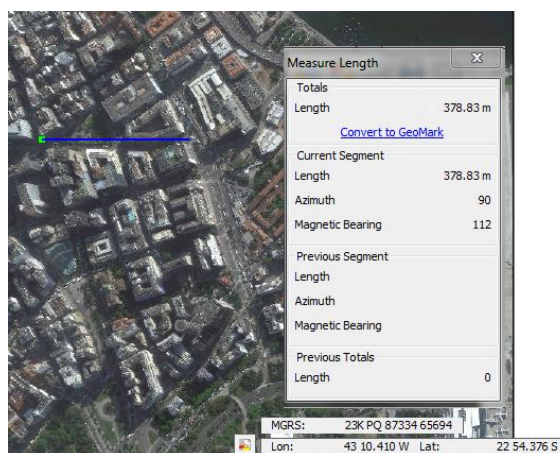 Measure Length
Totals
Length 378.83 m
Convert to GeoMark
Current Segment
Length 378.83 m
Azimuth 90
Magnetic Bearing 112
Previous Segment
Length
Azimuth
Magnetic Bearing
Previous Totals
Length 0
MGRS: 23K PQ 87334 65694
Lon: 43 10.410 W Lat: 22 54.376 S